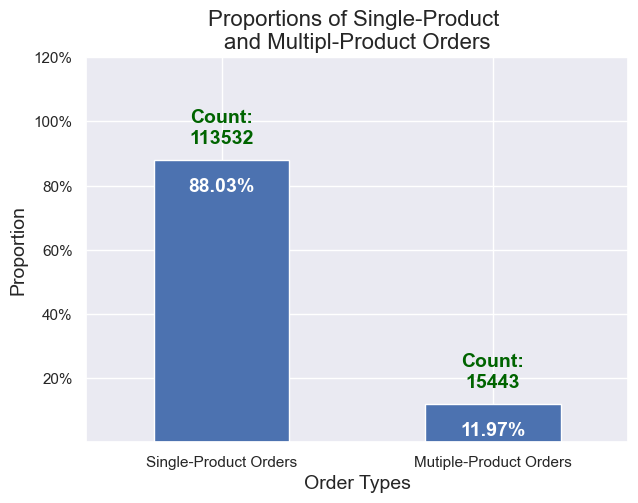 Proportions of Single-Product
and Multipl-Product Orders
120%
100%
80%
60%
40%
20%
Proportion
Count:
113532
88.03%
Count:
15443
11.97%
Single-Product Orders
Mutiple-Product Orders
Order Types